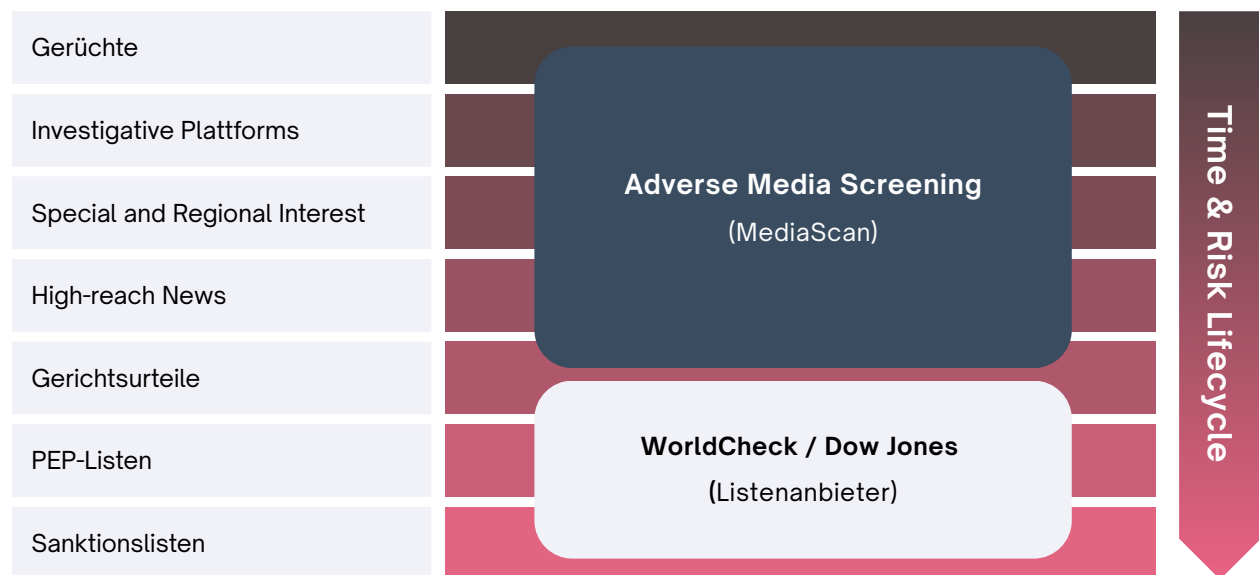 Gerüchte
Investigative Plattforms
Special and Regional Interest
High-reach News
Gerichtsurteile
PEP-Listen
Sanktionslisten
Adverse Media Screening
(MediaScan)
WorldCheck / Dow Jones
(Listenanbieter)
Time & Risk Lifecycle